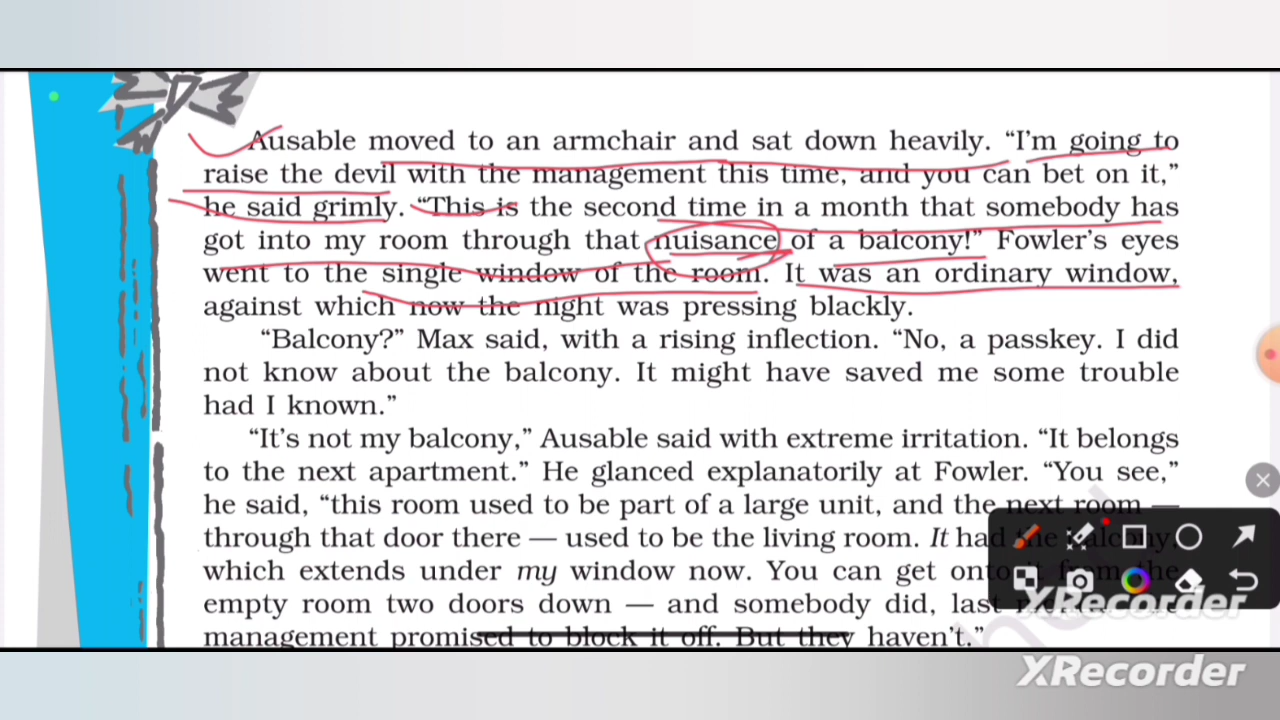 Ausable moved to an armchair and sat down heavily. “I’m going to
raise the devil with the management this time, and you can bet on it,”
he said grimly. “This is the second time in a month that somebody has
got into my room through that nuisance of a balcony!” Fowler’s eyes
went to the single window of the room. It was an ordinary window,
against which now the night was pressing blackly.
“Balcony?” Max said, with a rising inflection. “No, a passkey. I did
not know about the balcony. It might have saved me some trouble
had I known.”
“It’s not my balcony,” Ausable said with extreme irritation. “It belongs
to the next apartment.” He glanced explanatorily at Fowler. “You see,”
he said, “this room used to be part of a large unit, and the next room —
through that door there — used to be the living room. It had the balcony,
which extends under my window now. You can get onto it from the
empty room two doors down — and somebody did, last
management promised to block it off. But they haven’t.”
XRecorder
XRecorder